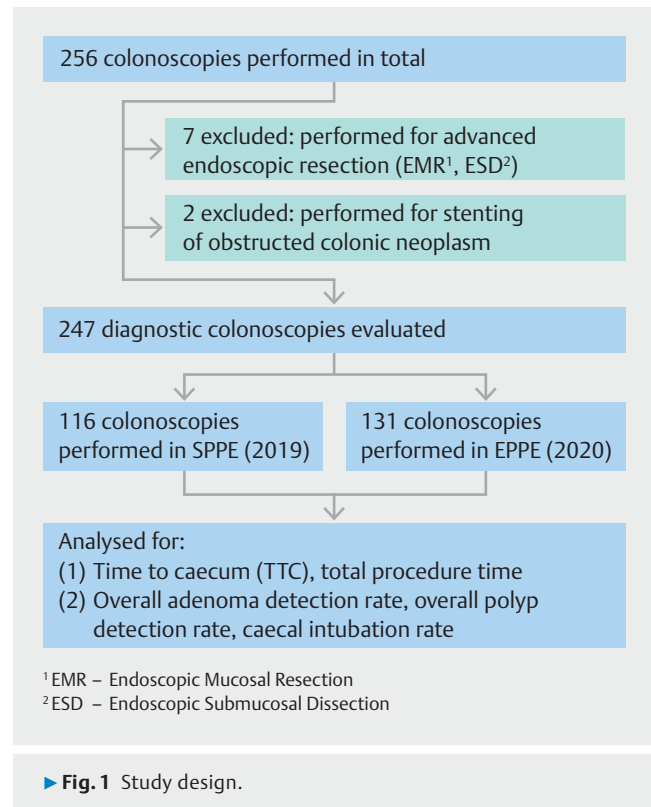 256 colonoscopies performed in total
7 excluded: performed for advanced
endoscopic resection (EMR¹, ESD²)
2 excluded: performed for stenting
of obstructed colonic neoplasm
247 diagnostic colonoscopies evaluated
116 colonoscopies
performed in SPPE (2019)
131 colonoscopies
performed in EPPE (2020)
Analysed for:
(1) Time to caecum (TTC), total procedure time
(2) Overall adenoma detection rate, overall polyp
detection rate, caecal intubation rate
¹ EMR – Endoscopic Mucosal Resection
² ESD – Endoscopic Submucosal Dissection
▶ Fig. 1 Study design.